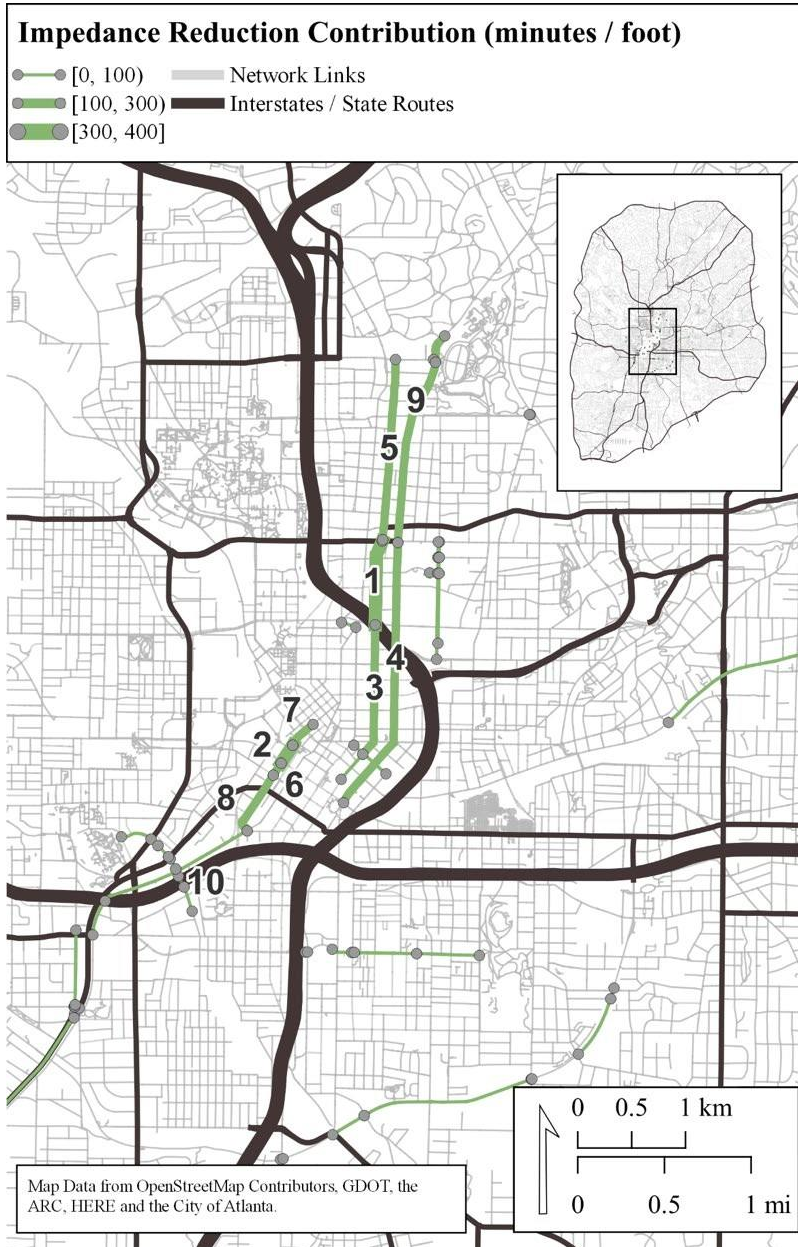 Impedance Reduction Contribution (minutes / foot)
[0, 100) Network Links
[100, 300) Interstates / State Routes
[300, 400]
9
5
1
4
3
7
2
6
8
10
0 0.5 1 km
0 0.5 1 mi
Map Data from OpenStreetMap Contributors, GDOT, the
ARC, HERE and the City of Atlanta.